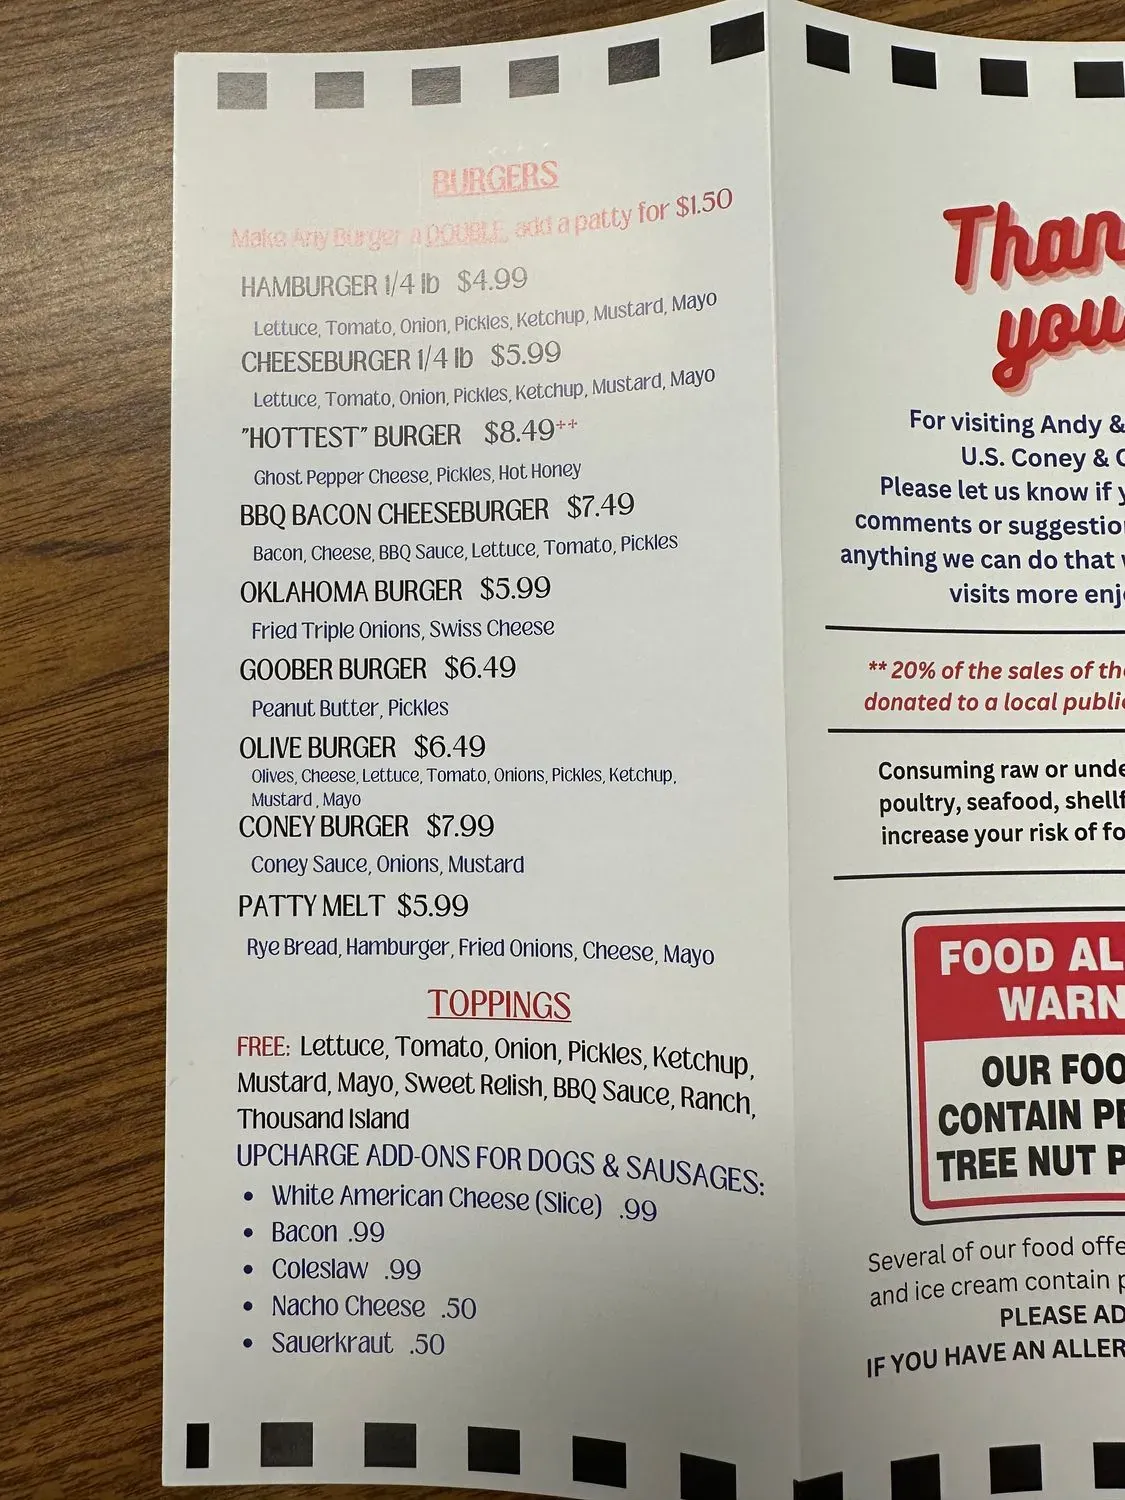 BURGERS
Make Any Burger a DOUBLE, add a patty for $1.50
HAMBURGER 1/4 lb $4.99
Lettuce, Tomato, Onion, Pickles, Ketchup, Mustard, Mayo
CHEESEBURGER 1/4 lb $5.99
Lettuce, Tomato, Onion, Pickles, Ketchup, Mustard, Mayo
"HOTTEST" BURGER $8.49++
Ghost Pepper Cheese, Pickles, Hot Honey
BBQ BACON CHEESEBURGER $7.49
Bacon, Cheese, BBQ Sauce, Lettuce, Tomato, Pickles
OKLAHOMA BURGER $5.99
Fried Triple Onions, Swiss Cheese
GOOBER BURGER $6.49
Peanut Butter, Pickles
OLIVE BURGER $6.49
Olives, Cheese, Lettuce, Tomato, Onions, Pickles, Ketchup,
Mustard , Mayo
CONEY BURGER $7.99
Coney Sauce, Onions, Mustard
PATTY MELT $5.99
Rye Bread, Hamburger, Fried Onions, Cheese, Mayo
TOPPINGS
FREE: Lettuce, Tomato, Onion, Pickles, Ketchup,
Mustard, Mayo, Sweet Relish, BBQ Sauce, Ranch,
Thousand Island
UPCHARGE ADD-ONS FOR DOGS & SAUSAGES:
• White American Cheese (Slice) .99
• Bacon .99
• Coleslaw .99
• Nacho Cheese .50
• Sauerkraut .50
Than
you
For visiting Andy &
U.S. Coney &
Please let us know if
comments or suggestio
anything we can do that
visits more enj
** 20% of the sales of the
donated to a local publi
Consuming raw or unde
poultry, seafood, shellf
increase your risk of fo
FOOD AL
WARN
OUR FOO
CONTAIN PE
TREE NUT P
Several of our food offe
and ice cream contain p
PLEASE AD
IF YOU HAVE AN ALLER